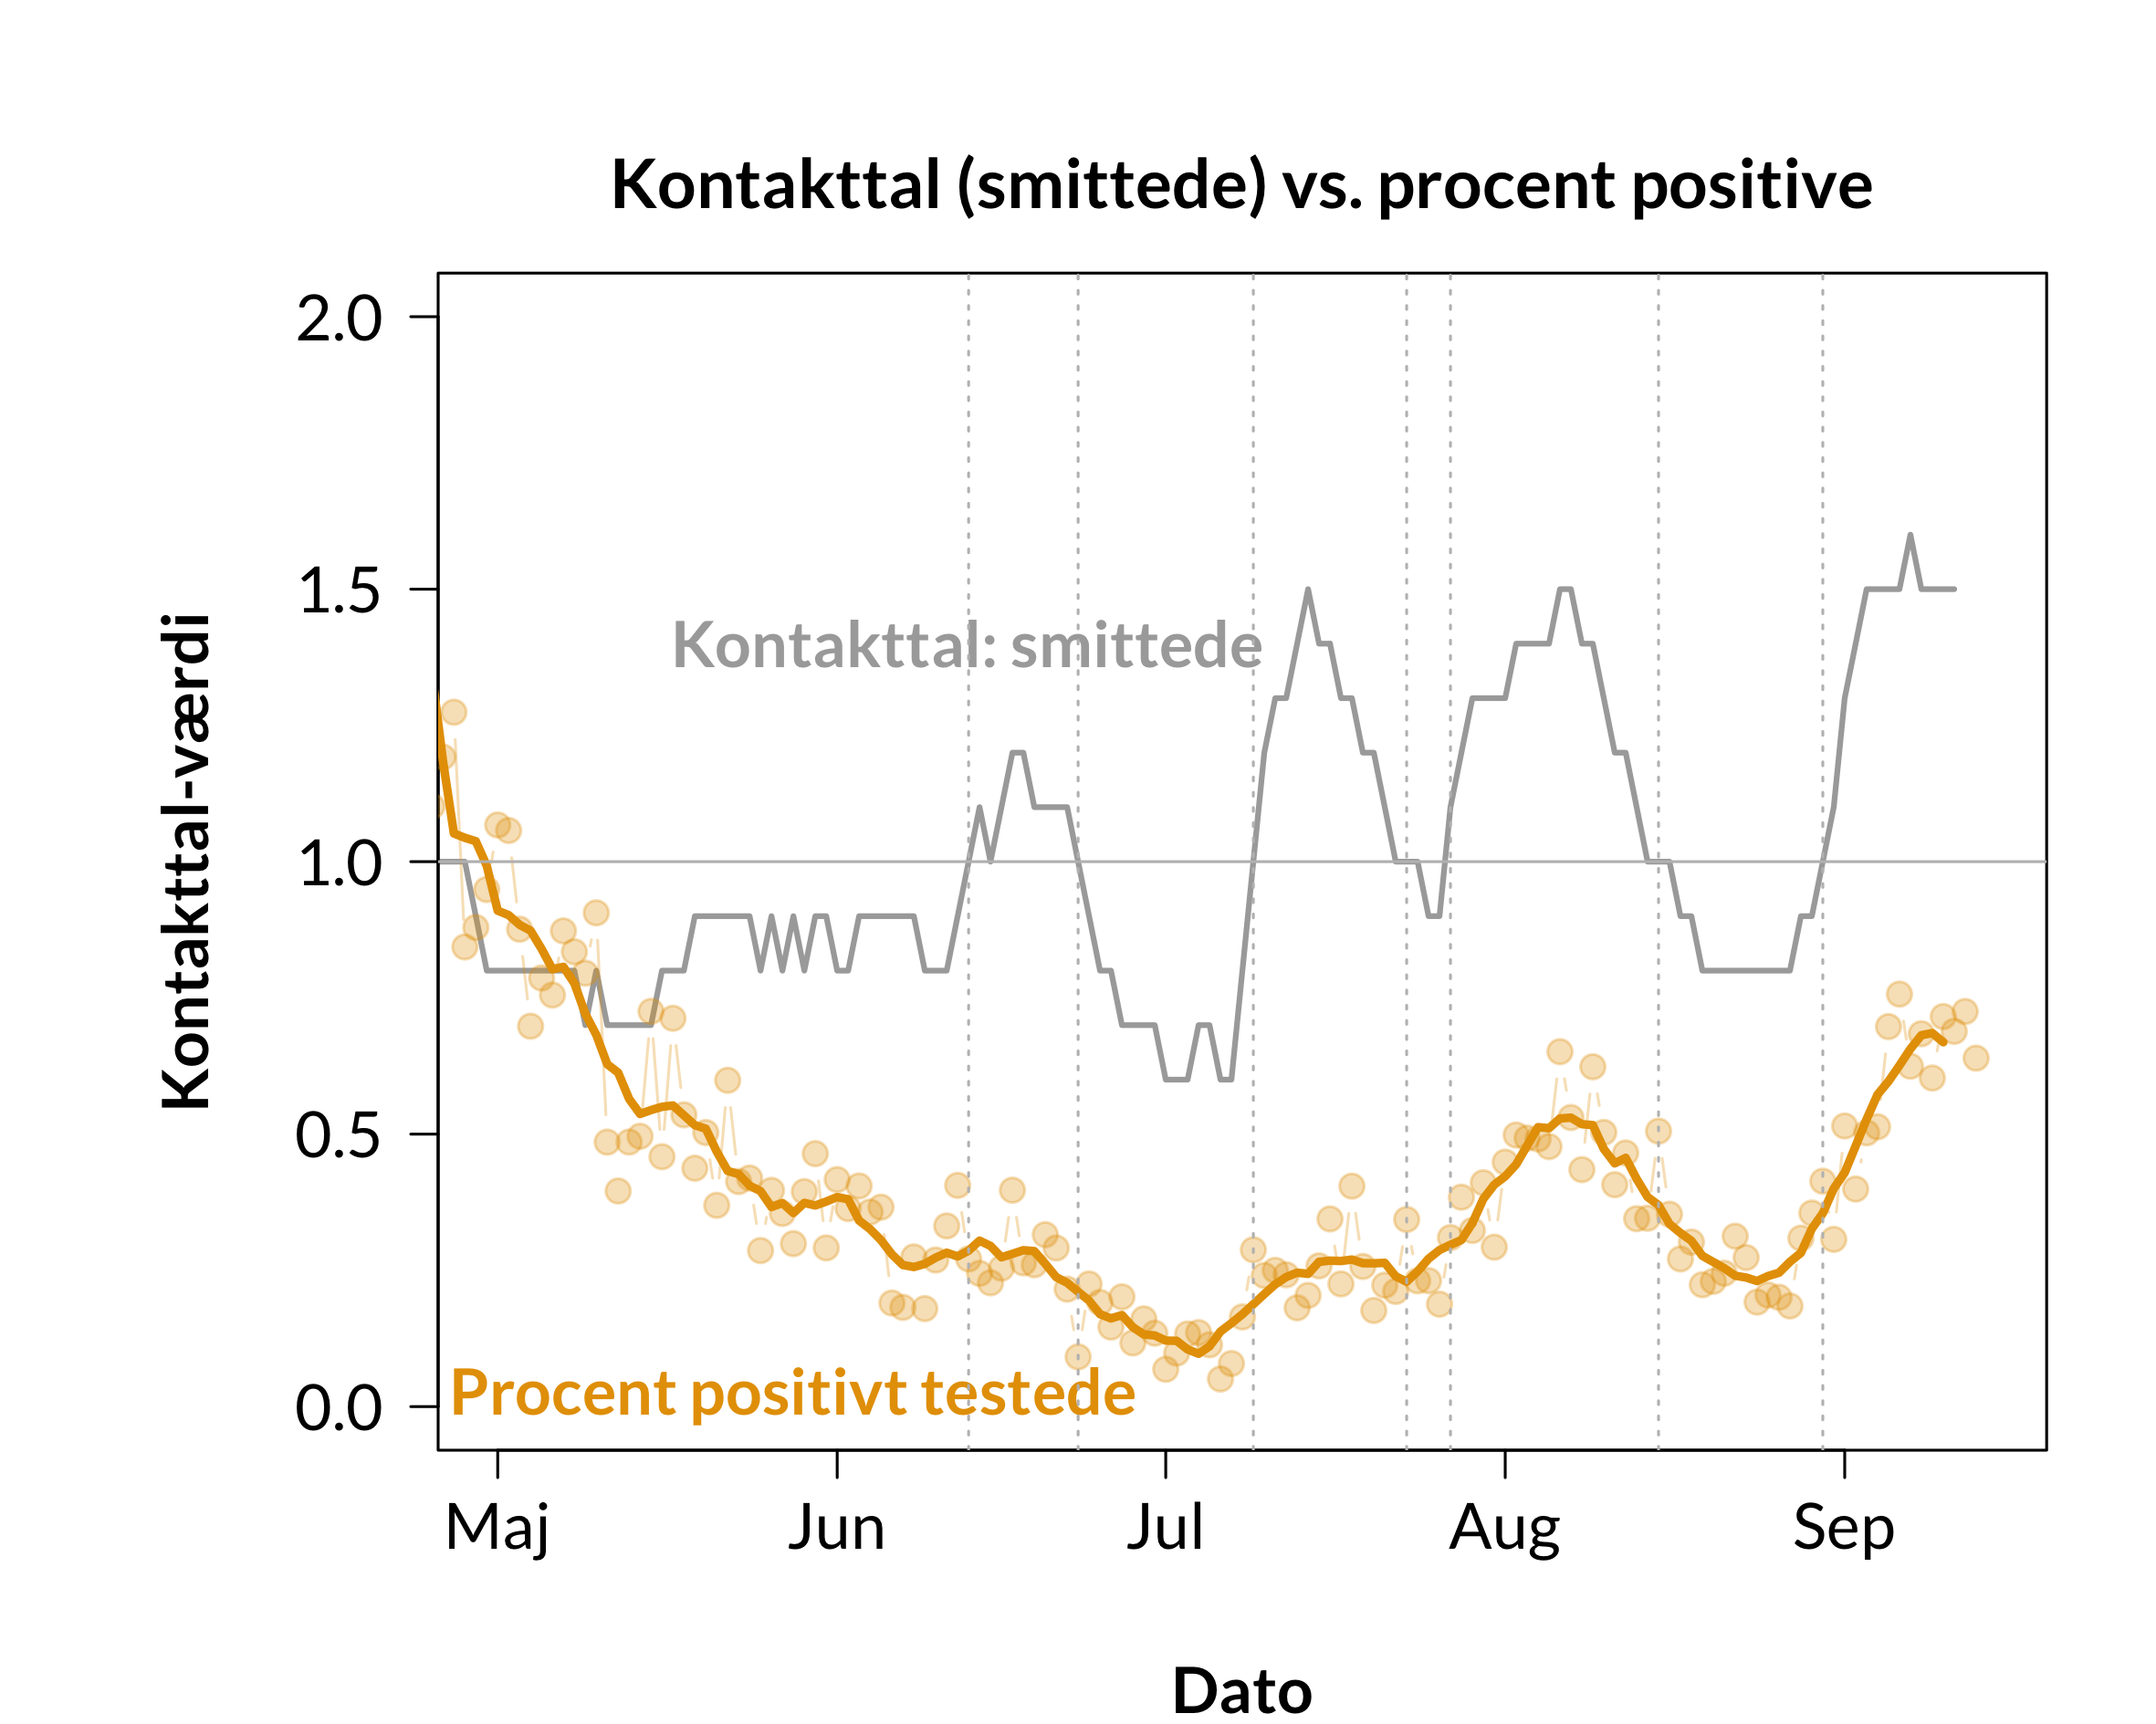 Kontakttal (smittede) vs. procent positive
Kontakttal-værdi
2.0
1.5
1.0
0.5
0.0
Kontakttal: smittede
Procent positivt testede
Maj Jun Jul Aug Sep
Dato